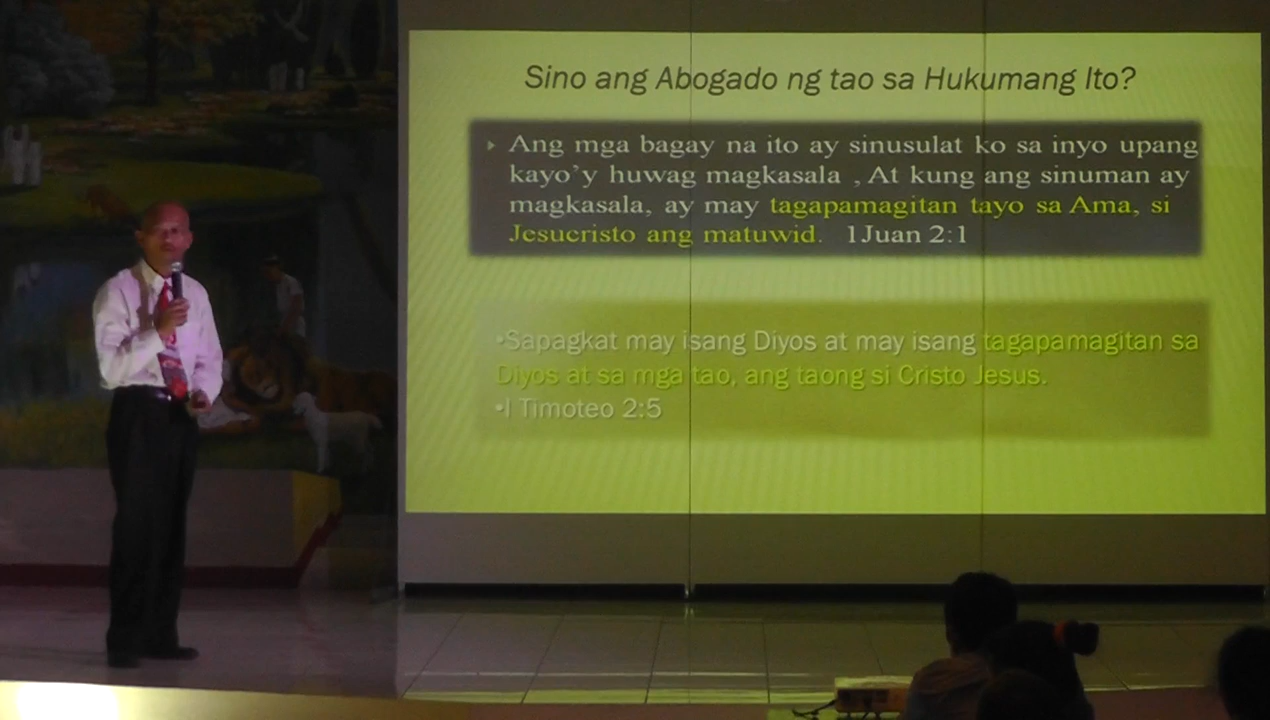 Sino ang Abogado ng tao sa Hukumang Ito?
Ang mga bagay na ito ay sinusulat ko sa inyo upang
kayo'y huwag magkasala , At kung ang sinuman ay
magkasala, ay may tagapamagitan tayo sa Ama, si
Jesucristo ang matuwid. 1Juan 2:1
•Sapagkat may isang Diyos at may isang tagapamagitan sa
Diyos at sa mga tao, ang taong si Cristo Jesus.
•I Timoteo 2:5